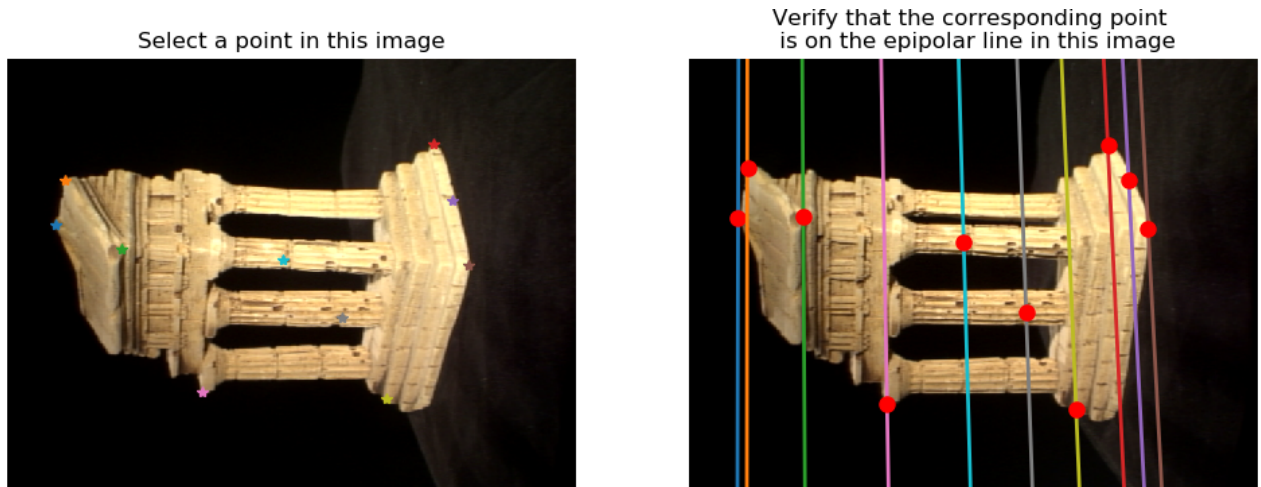 Select a point in this image
Verify that the corresponding point
is on the epipolar line in this image